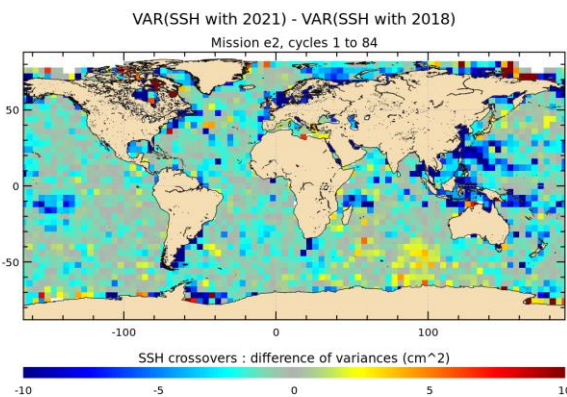 VAR(SSH with 2021) - VAR(SSH with 2018)
Mission e2, cycles 1 to 84
50
0
-50
-100 0 100
SSH crossovers : difference of variances (cm^2)
-10 -5 0 5 10